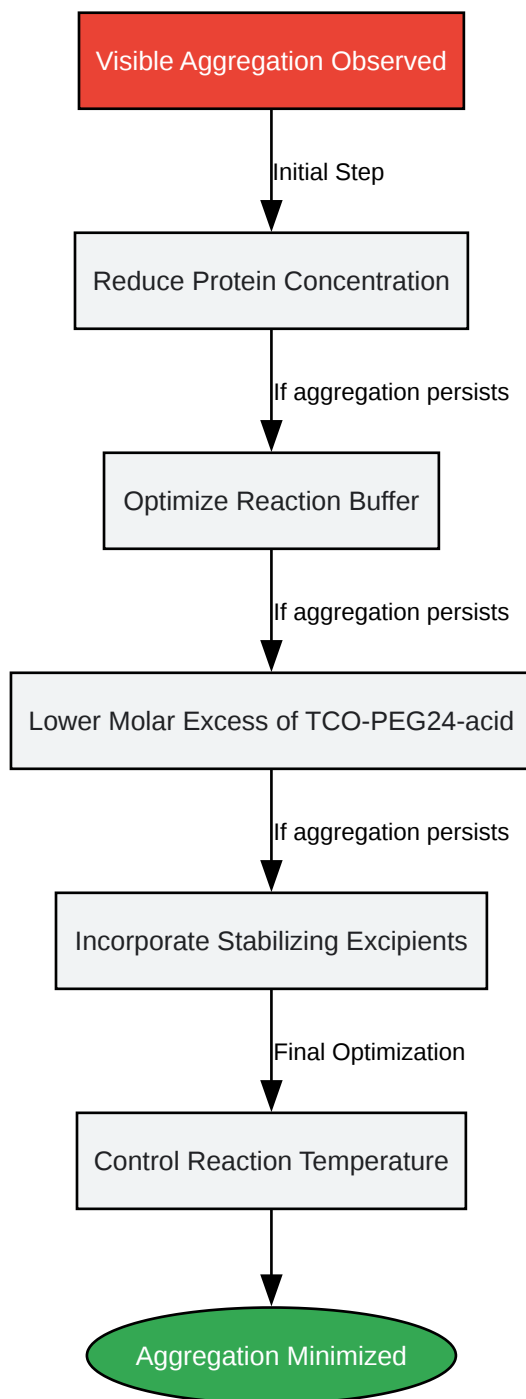 Visible Aggregation Observed
Initial Step
Reduce Protein Concentration
If aggregation persists
Optimize Reaction Buffer
If aggregation persists
Lower Molar Excess of TCO-PEG24-acid
If aggregation persists
Incorporate Stabilizing Excipients
Final Optimization
Control Reaction Temperature
Aggregation Minimized